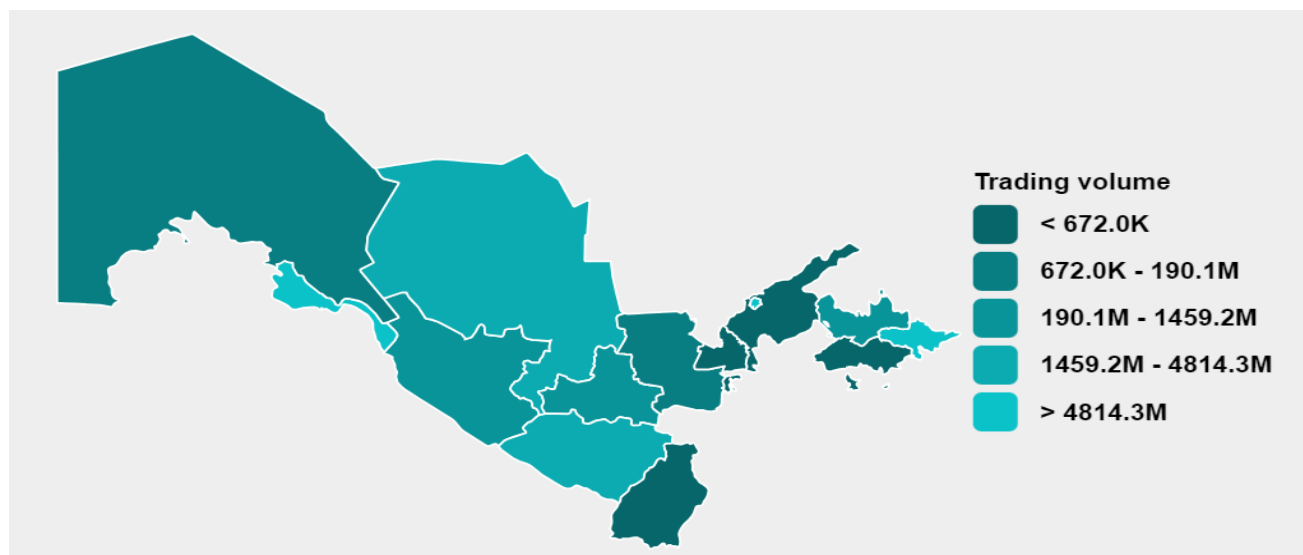 Trading volume
< 672.0K
672.0K - 190.1M
190.1M - 1459.2M
1459.2M - 4814.3M
> 4814.3M